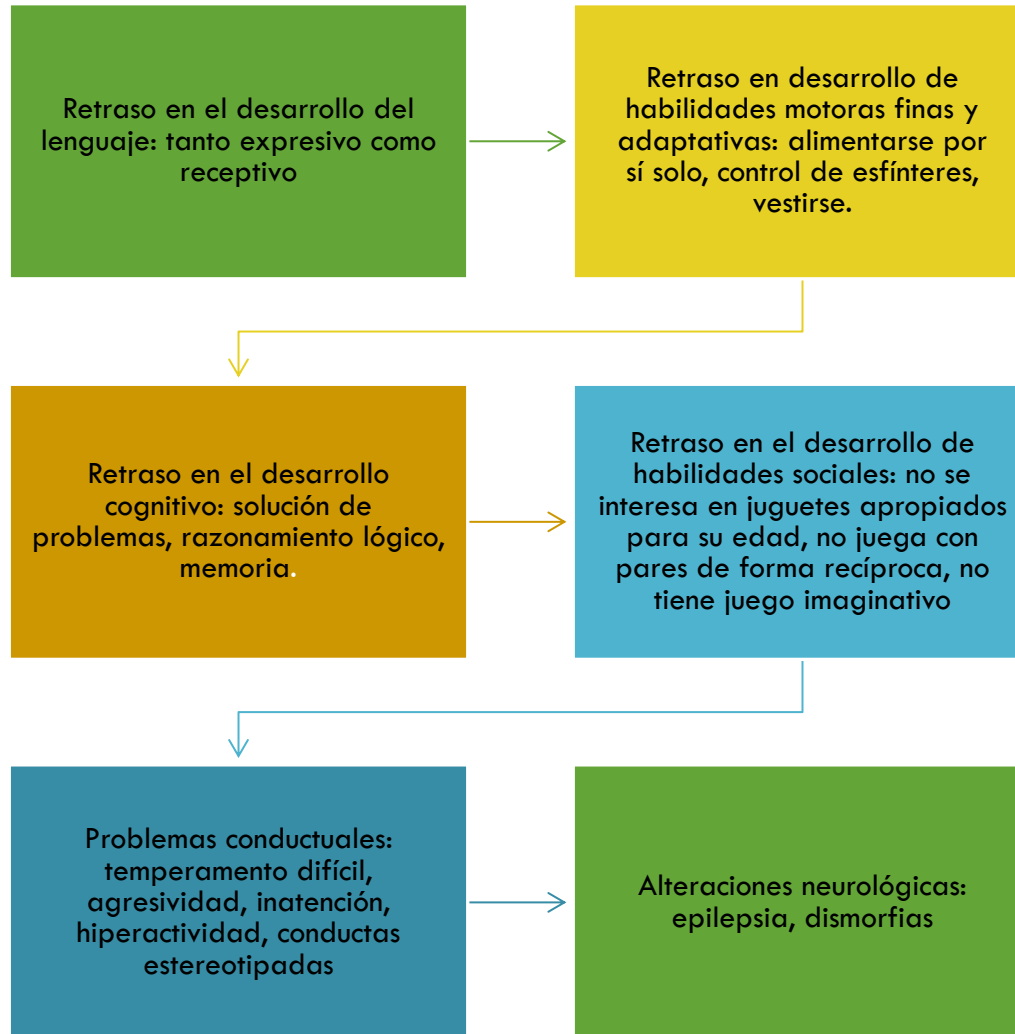 Retraso en el desarrollo del
lenguaje: tanto expresivo como
receptivo
Retraso en desarrollo de
habilidades motoras finas y
adaptativas: alimentarse por
sí solo, control de esfínteres,
vestirse.
Retraso en el desarrollo
cognitivo: solución de
problemas, razonamiento lógico,
memoria.
Retraso en el desarrollo de
habilidades sociales: no se
interesa en juguetes apropiados
para su edad, no juega con
pares de forma recíproca, no
tiene juego imaginativo
Problemas conductuales:
temperamento difícil,
agresividad, inatención,
hiperactividad, conductas
estereotipadas
Alteraciones neurológicas:
epilepsia, dismorfias